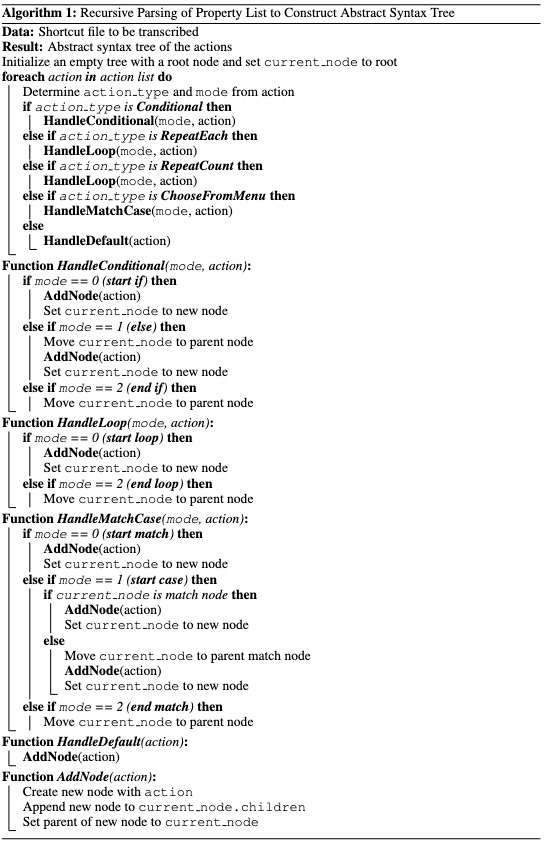 Algorithm 1: Recursive Parsing of Property List to Construct Abstract Syntax Tree
Data: Shortcut file to be transcribed
Result: Abstract syntax tree of the actions
Initialize an empty tree with a root node and set current_node to root
foreach action in action list do
Determine action_type and mode from action
if action_type is Conditional then
HandleConditional(mode, action)
else if action_type is RepeatEach then
HandleLoop(mode, action)
else if action_type is RepeatCount then
HandleLoop(mode, action)
else if action_type is ChooseFromMenu then
HandleMatchCase(mode, action)
else
HandleDefault(action)
Function HandleConditional(mode, action):
if mode == 0 (start if) then
AddNode(action)
Set current_node to new node
else if mode == 1 (else) then
Move current_node to parent node
AddNode(action)
Set current_node to new node
else if mode == 2 (end if) then
Move current_node to parent node
Function HandleLoop(mode, action):
if mode == 0 (start loop) then
AddNode(action)
Set current_node to new node
else if mode == 2 (end loop) then
Move current_node to parent node
Function HandleMatchCase(mode, action):
if mode == 0 (start match) then
AddNode(action)
Set current_node to new node
else if mode == 1 (start case) then
if current_node is match node then
AddNode(action)
Set current_node to new node
else
Move current_node to parent match node
AddNode(action)
Set current_node to new node
else if mode == 2 (end match) then
Move current_node to parent node
Function HandleDefault(action):
AddNode(action)
Function AddNode(action):
Create new node with action
Append new node to current_node.children
Set parent of new node to current_node